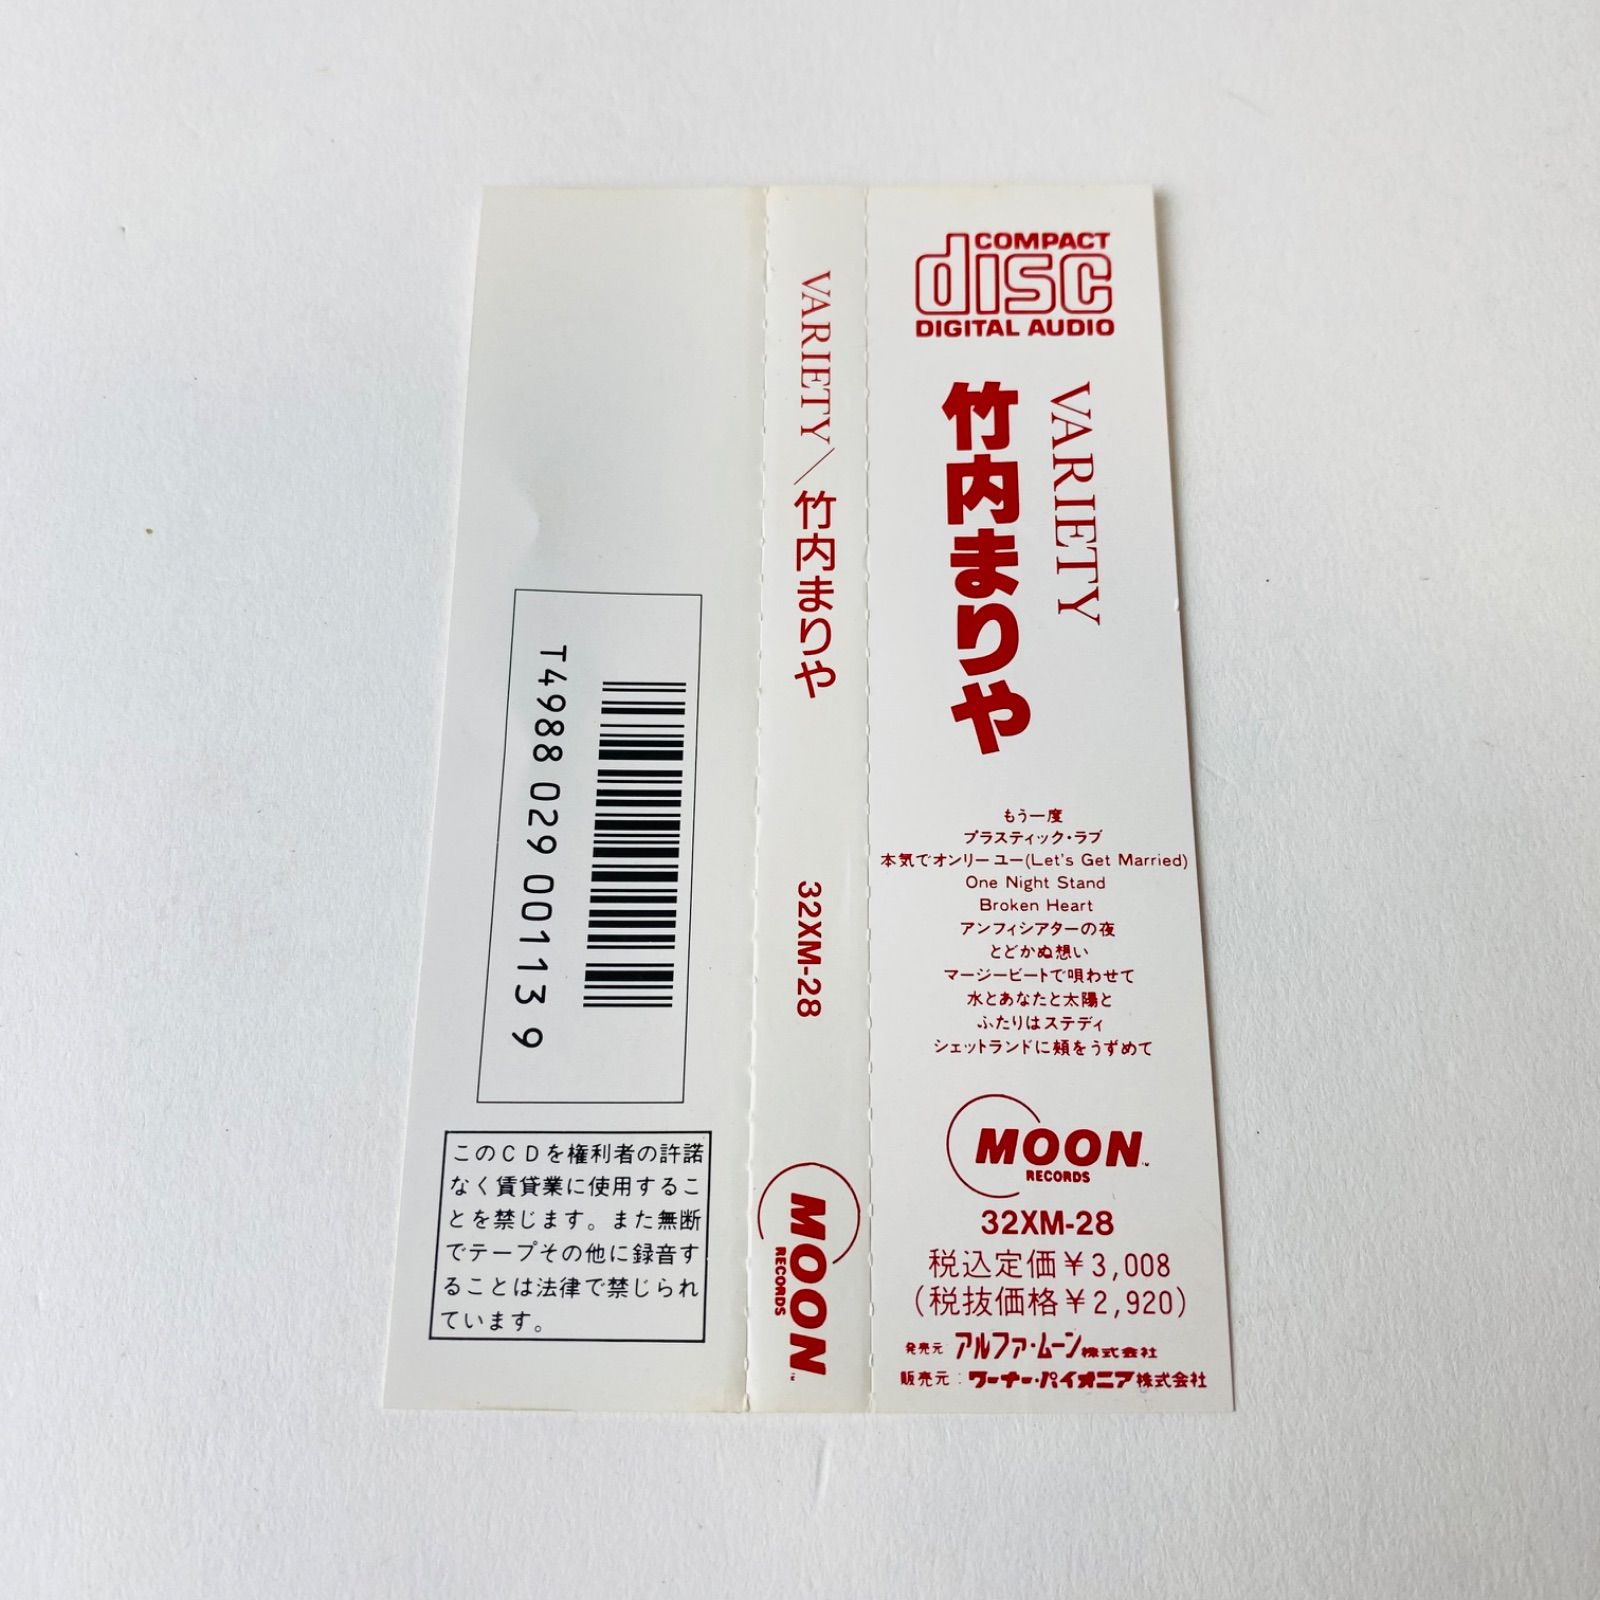 COMPACT
disc
DIGITAL AUDIO
VARIETY
竹内まりや
もう一度
プラスティック・ラブ
本気でオンリーユー(Let's Get Married)
One Night Stand
Broken Heart
アンフィシアターの夜
とどかぬ想い
マージービートで唄わせて
水とあなたと太陽と
ふたりはステディ
シェットランドに頬をうずめて
MOON™
RECORDS
32XM-28
税込定価¥3,008
(税抜価格¥2,920)
発売元 アルファ・ムーン株式会社
販売元:ワーナー・パイオニア株式会社
VARIETY/竹内まりや
32XM-28
MOON™
RECORDS
T4988 029 00113 9
このCDを権利者の許諾
なく賃貸業に使用するこ
とを禁じます。また無断
でテープその他に録音す
ることは法律で禁じられ
ています。